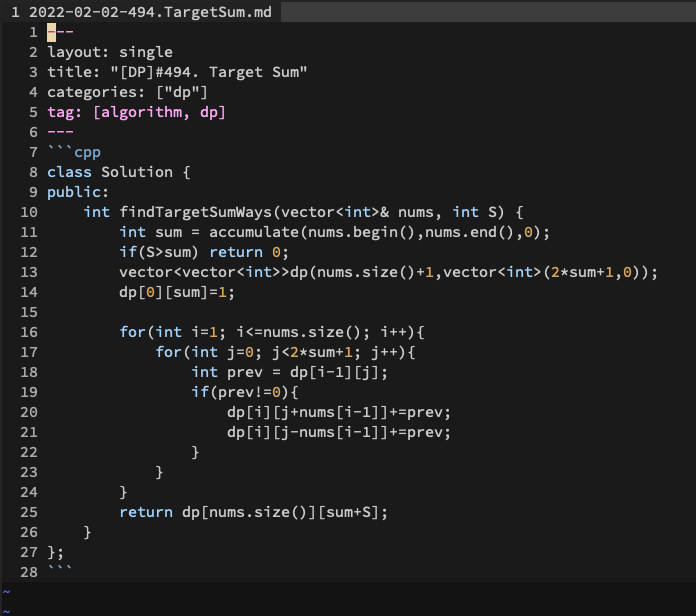 1 2022-02-02-494.TargetSum.md
1 ---
2 layout: single
3 title: "[DP]#494. Target Sum"
4 categories: ["dp"]
5 tag: [algorithm, dp]
6 ---
7 ```cpp
8 class Solution {
9 public:
10     int findTargetSumWays(vector<int>& nums, int S) {
11         int sum = accumulate(nums.begin(),nums.end(),0);
12         if(S>sum) return 0;
13         vector<vector<int>>dp(nums.size()+1,vector<int>(2*sum+1,0));
14         dp[0][sum]=1;
15
16         for(int i=1; i<=nums.size(); i++){
17             for(int j=0; j<2*sum+1; j++){
18                 int prev = dp[i-1][j];
19                 if(prev!=0){
20                     dp[i][j+nums[i-1]]+=prev;
21                     dp[i][j-nums[i-1]]+=prev;
22                 }
23             }
24         }
25         return dp[nums.size()][sum+S];
26     }
27 };
28 ```
~
~